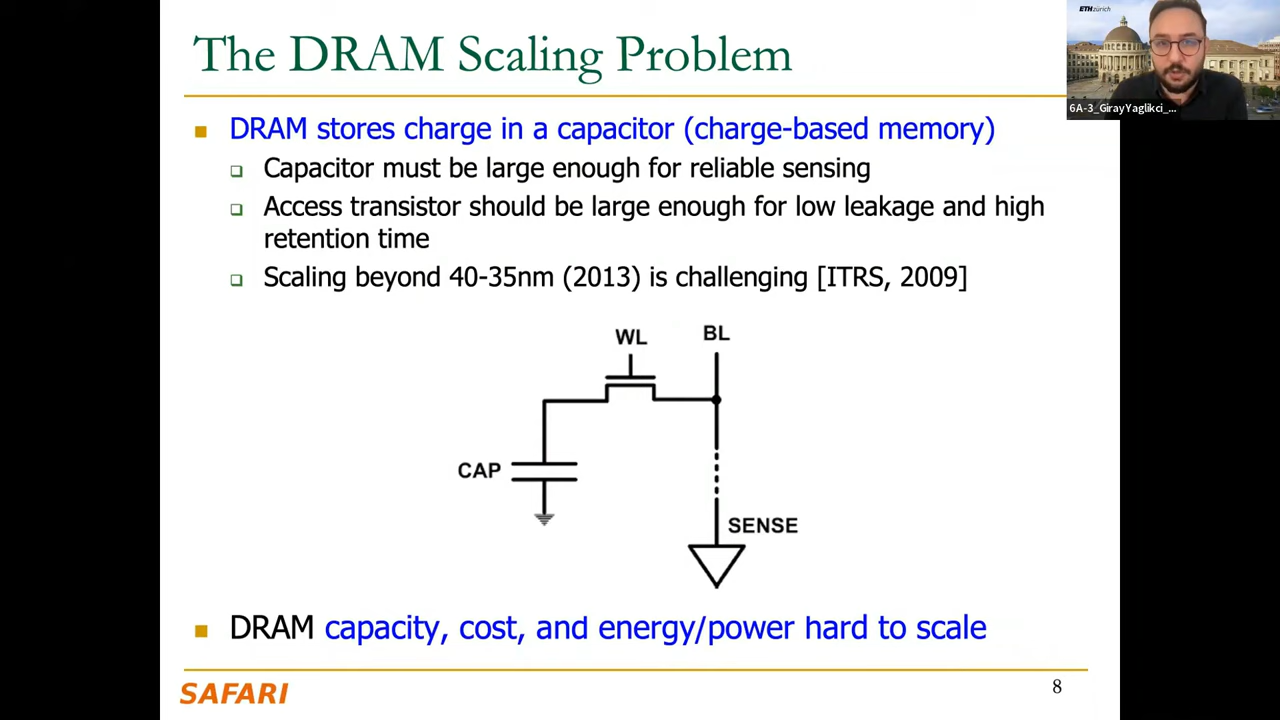 The DRAM Scaling Problem
ETH zürich
6A-3_GirayYaglikci_...
DRAM stores charge in a capacitor (charge-based memory)
Capacitor must be large enough for reliable sensing
Access transistor should be large enough for low leakage and high
retention time
Scaling beyond 40-35nm (2013) is challenging [ITRS, 2009]
WL
BL
CAP
SENSE
DRAM capacity, cost, and energy/power hard to scale
SAFARI
8